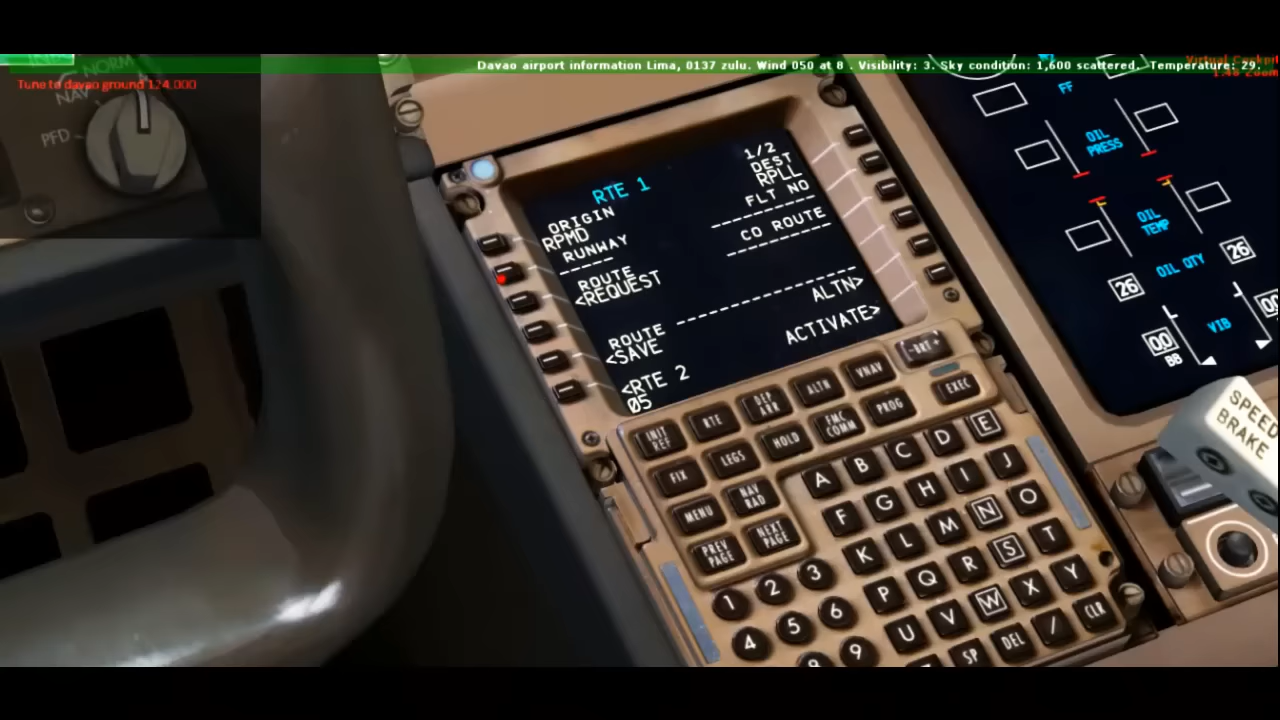 Davao airport information Lima, 0137 zulu. Wind 050 at 8 . Visibility: 3. Sky condition: 1,600 scattered. Temperature: 29.
Tune to davao ground 124.000
NORM
NAV
PFD
RTE 1
1/2
ORIGIN
DEST
RPMD
RPLL
RUNWAY
FLT NO
-----
----------
ROUTE
CO ROUTE
<REQUEST
----------
-----------------
ROUTE
ALTN>
<SAVE
ACTIVATE>
<RTE 2
05
INIT REF
RTE
DEP ARR
ALTN
VNAV
-BRT+
FIX
LEGS
HOLD
FMC COMM
PROG
EXEC
MENU
NAV RAD
PREV PAGE
NEXT PAGE
A B C D E
F G H I J
K L M N O
P Q R S T
U V W X Y
SP DEL / CLR
1 2 3
4 5 6
9
FF
OIL PRESS
OIL TEMP
26 OIL QTY 26
VIB
00
BB
SPEED BRAKE